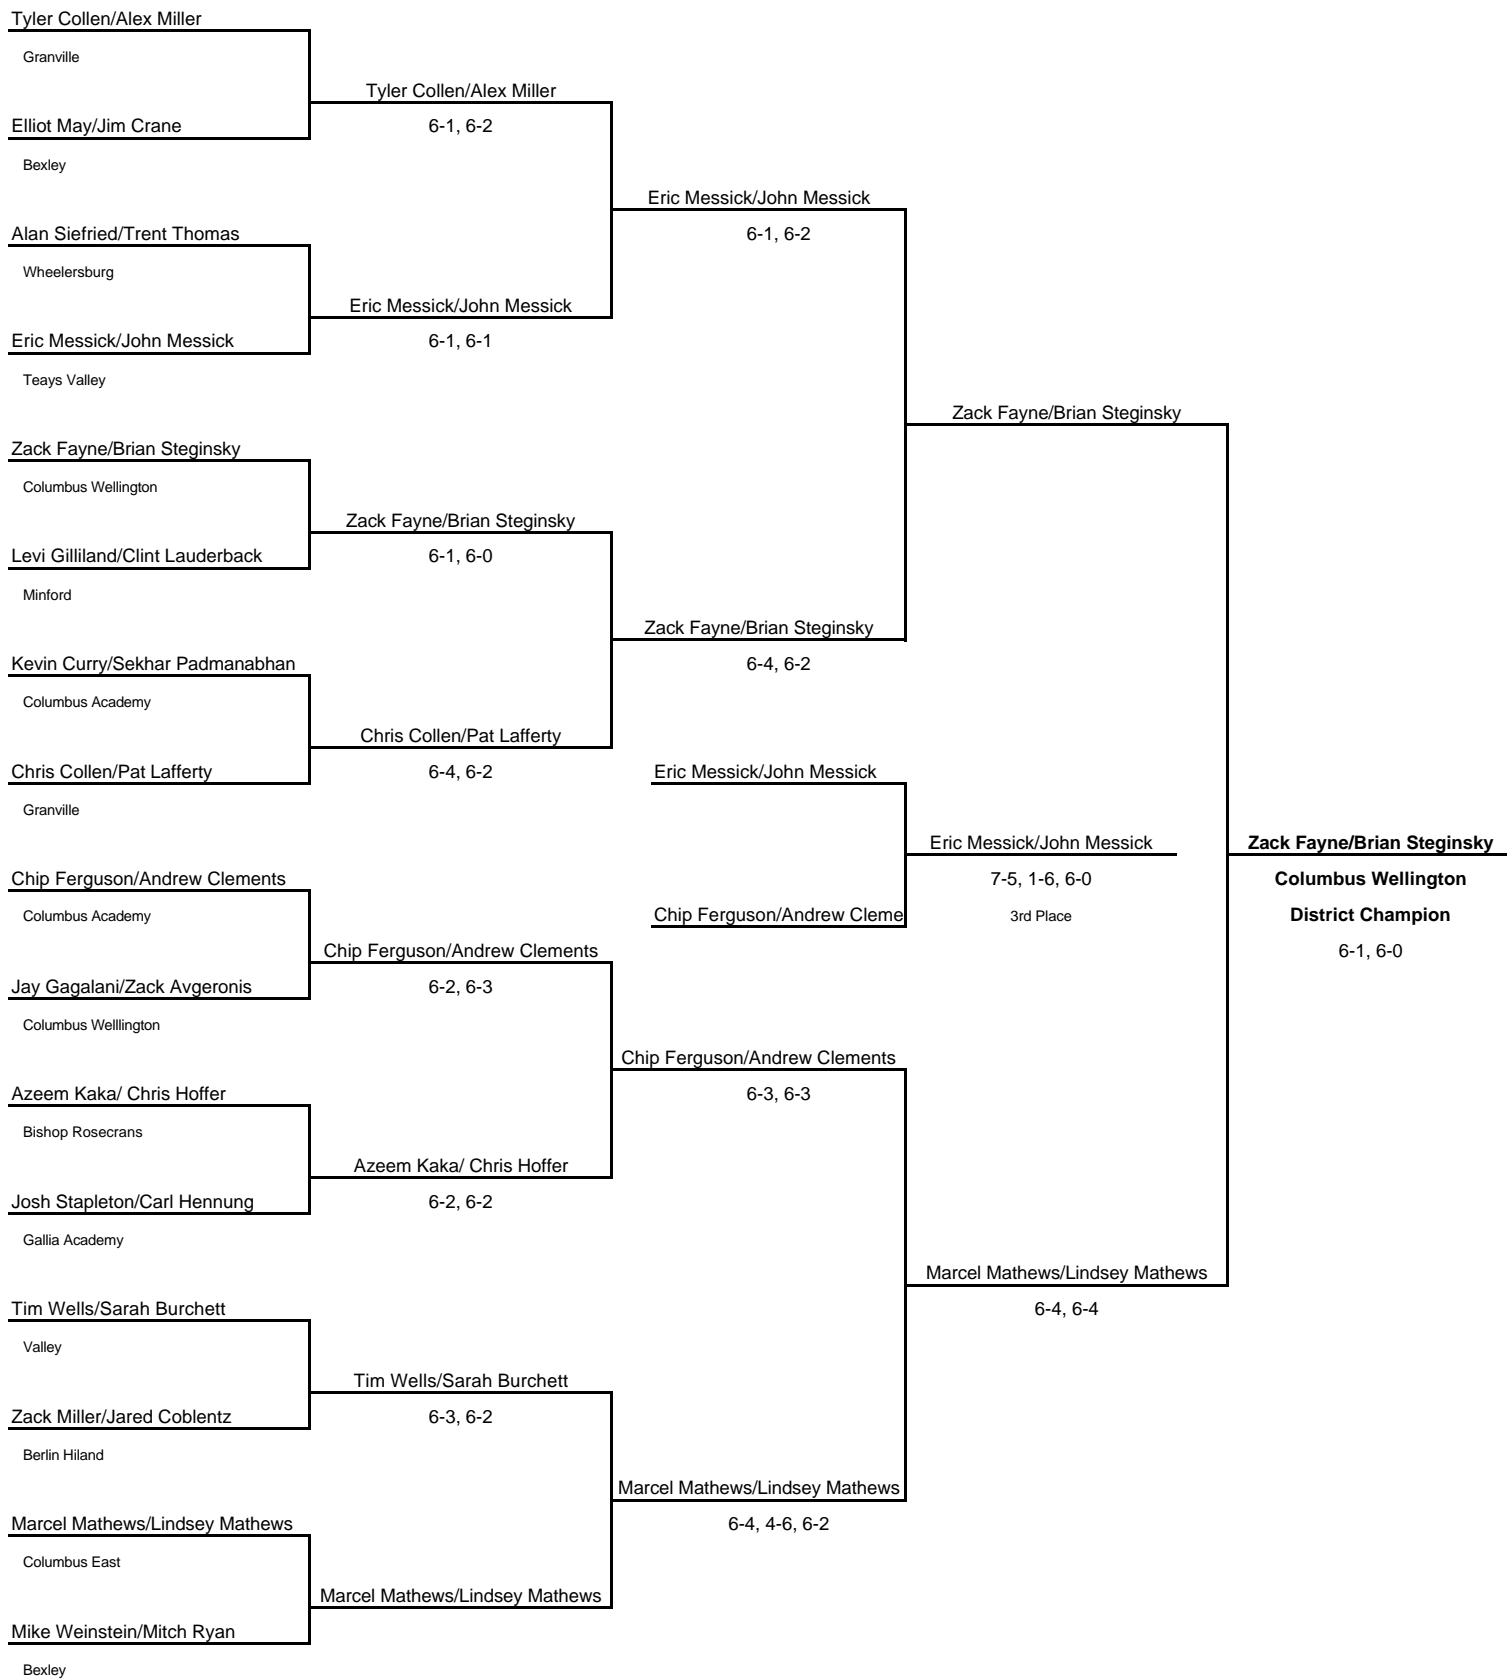 Tyler Collen/Alex Miller
Granville
Tyler Collen/Alex Miller
Elliot May/Jim Crane
6-1, 6-2
Bexley
Eric Messick/John Messick
Alan Siefried/Trent Thomas
6-1, 6-2
Wheelersburg
Eric Messick/John Messick
Eric Messick/John Messick
6-1, 6-1
Teays Valley
Zack Fayne/Brian Steginsky
Zack Fayne/Brian Steginsky
Columbus Wellington
Zack Fayne/Brian Steginsky
Levi Gilliland/Clint Lauderback
6-1, 6-0
Minford
Zack Fayne/Brian Steginsky
Kevin Curry/Sekhar Padmanabhan
6-4, 6-2
Columbus Academy
Chris Collen/Pat Lafferty
Chris Collen/Pat Lafferty
6-4, 6-2
Eric Messick/John Messick
Granville
Eric Messick/John Messick
Zack Fayne/Brian Steginsky
Chip Ferguson/Andrew Clements
7-5, 1-6, 6-0
Columbus Wellington
Columbus Academy
Chip Ferguson/Andrew Cleme
3rd Place
District Champion
Chip Ferguson/Andrew Clements
6-1, 6-0
Jay Gagalani/Zack Avgeronis
6-2, 6-3
Columbus Welllington
Chip Ferguson/Andrew Clements
Azeem Kaka/ Chris Hoffer
6-3, 6-3
Bishop Rosecrans
Azeem Kaka/ Chris Hoffer
Josh Stapleton/Carl Hennung
6-2, 6-2
Gallia Academy
Marcel Mathews/Lindsey Mathews
Tim Wells/Sarah Burchett
6-4, 6-4
Valley
Tim Wells/Sarah Burchett
Zack Miller/Jared Coblentz
6-3, 6-2
Berlin Hiland
Marcel Mathews/Lindsey Mathews
Marcel Mathews/Lindsey Mathews
6-4, 4-6, 6-2
Columbus East
Marcel Mathews/Lindsey Mathews
Mike Weinstein/Mitch Ryan
Bexley